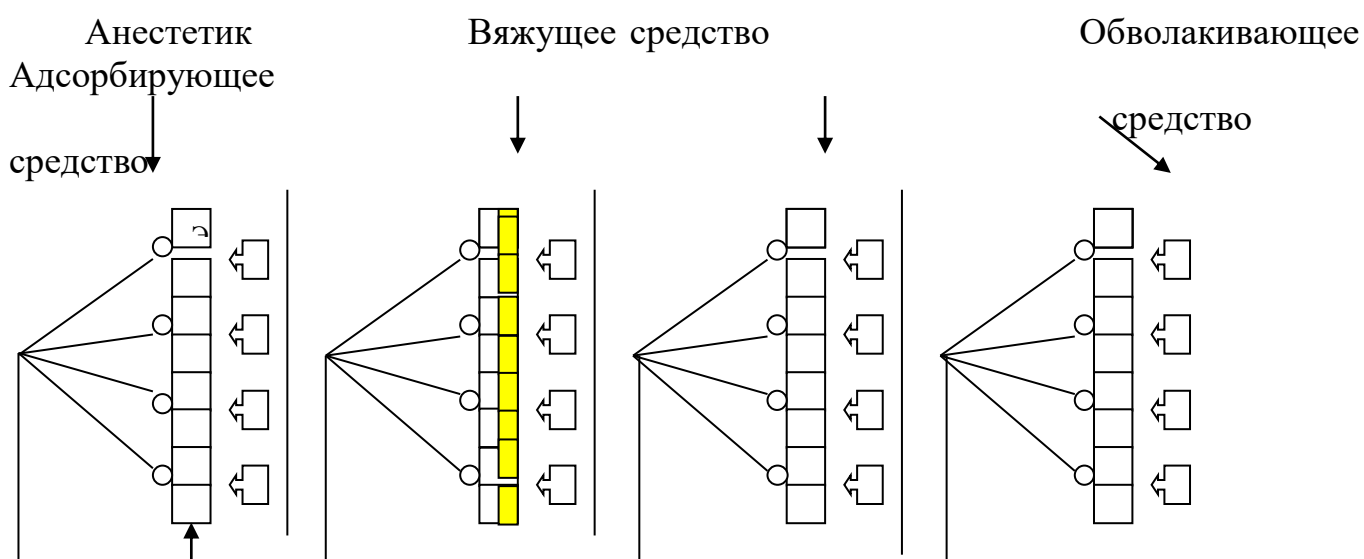 Анестетик Вяжущее средство Обволакивающее
Адсорбирующее
средство
средство